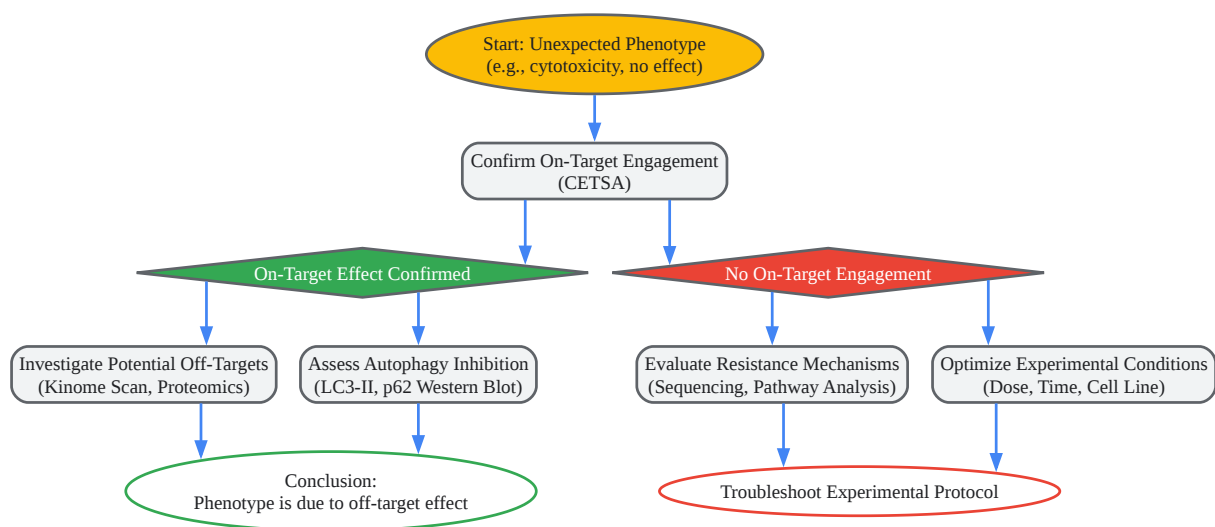 Start: Unexpected Phenotype
(e.g., cytotoxicity, no effect)
Confirm On-Target Engagement
(CETSA)
On-Target Effect Confirmed
No On-Target Engagement
Investigate Potential Off-Targets
(Kinome Scan, Proteomics)
Assess Autophagy Inhibition
(LC3-II, p62 Western Blot)
Evaluate Resistance Mechanisms
(Sequencing, Pathway Analysis)
Optimize Experimental Conditions
(Dose, Time, Cell Line)
Conclusion:
Phenotype is due to off-target effect
Troubleshoot Experimental Protocol